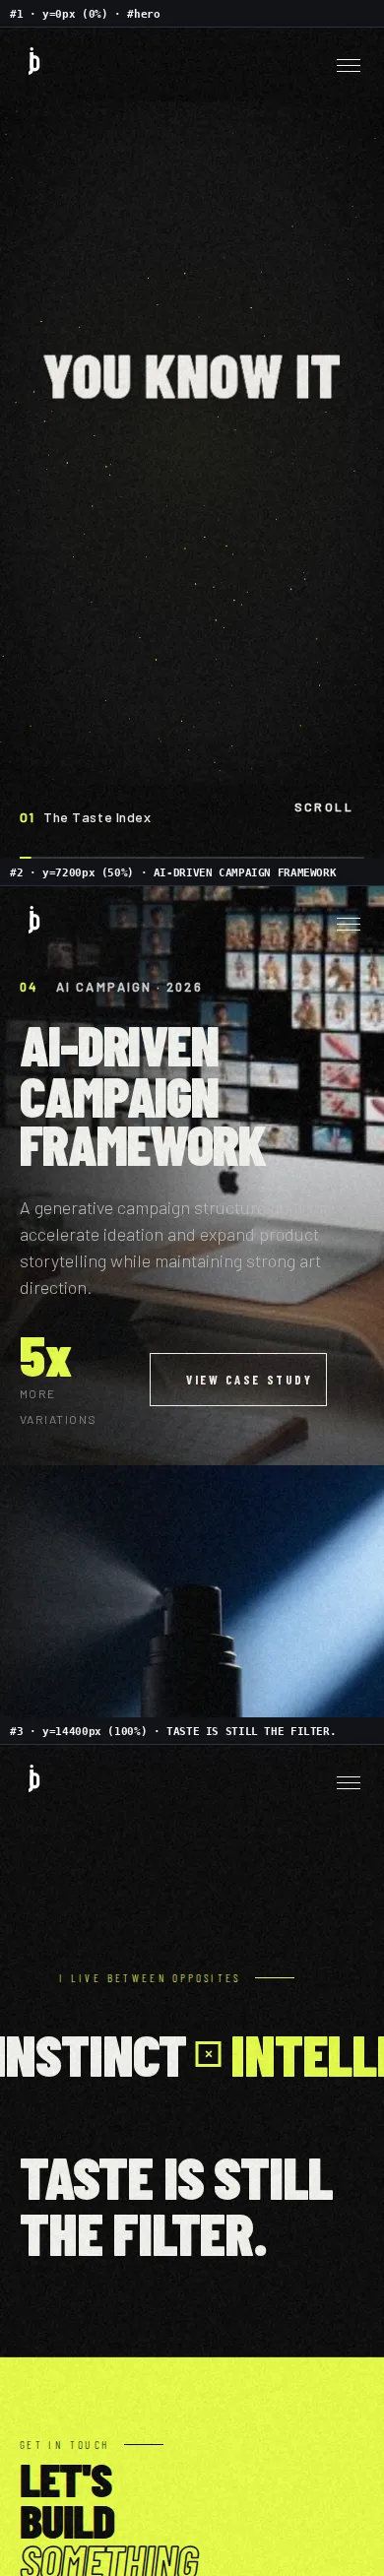 #1 · y=0px (0%) · #hero
YOU KNOW IT
SCROLL
01 The Taste Index
#2 · y=7200px (50%) · AI-DRIVEN CAMPAIGN FRAMEWORK
04 AI CAMPAIGN · 2026
AI-DRIVEN
CAMPAIGN
FRAMEWORK
A generative campaign structure
accelerate ideation and expand product
storytelling while maintaining strong art
direction.
5x
MORE
VARIATIONS
VIEW CASE STUDY
#3 · y=14400px (100%) · TASTE IS STILL THE FILTER.
I LIVE BETWEEN OPPOSITES
INSTINCT × INTELLI
TASTE IS STILL
THE FILTER.
GET IN TOUCH
LET'S
BUILD
SOMETHING